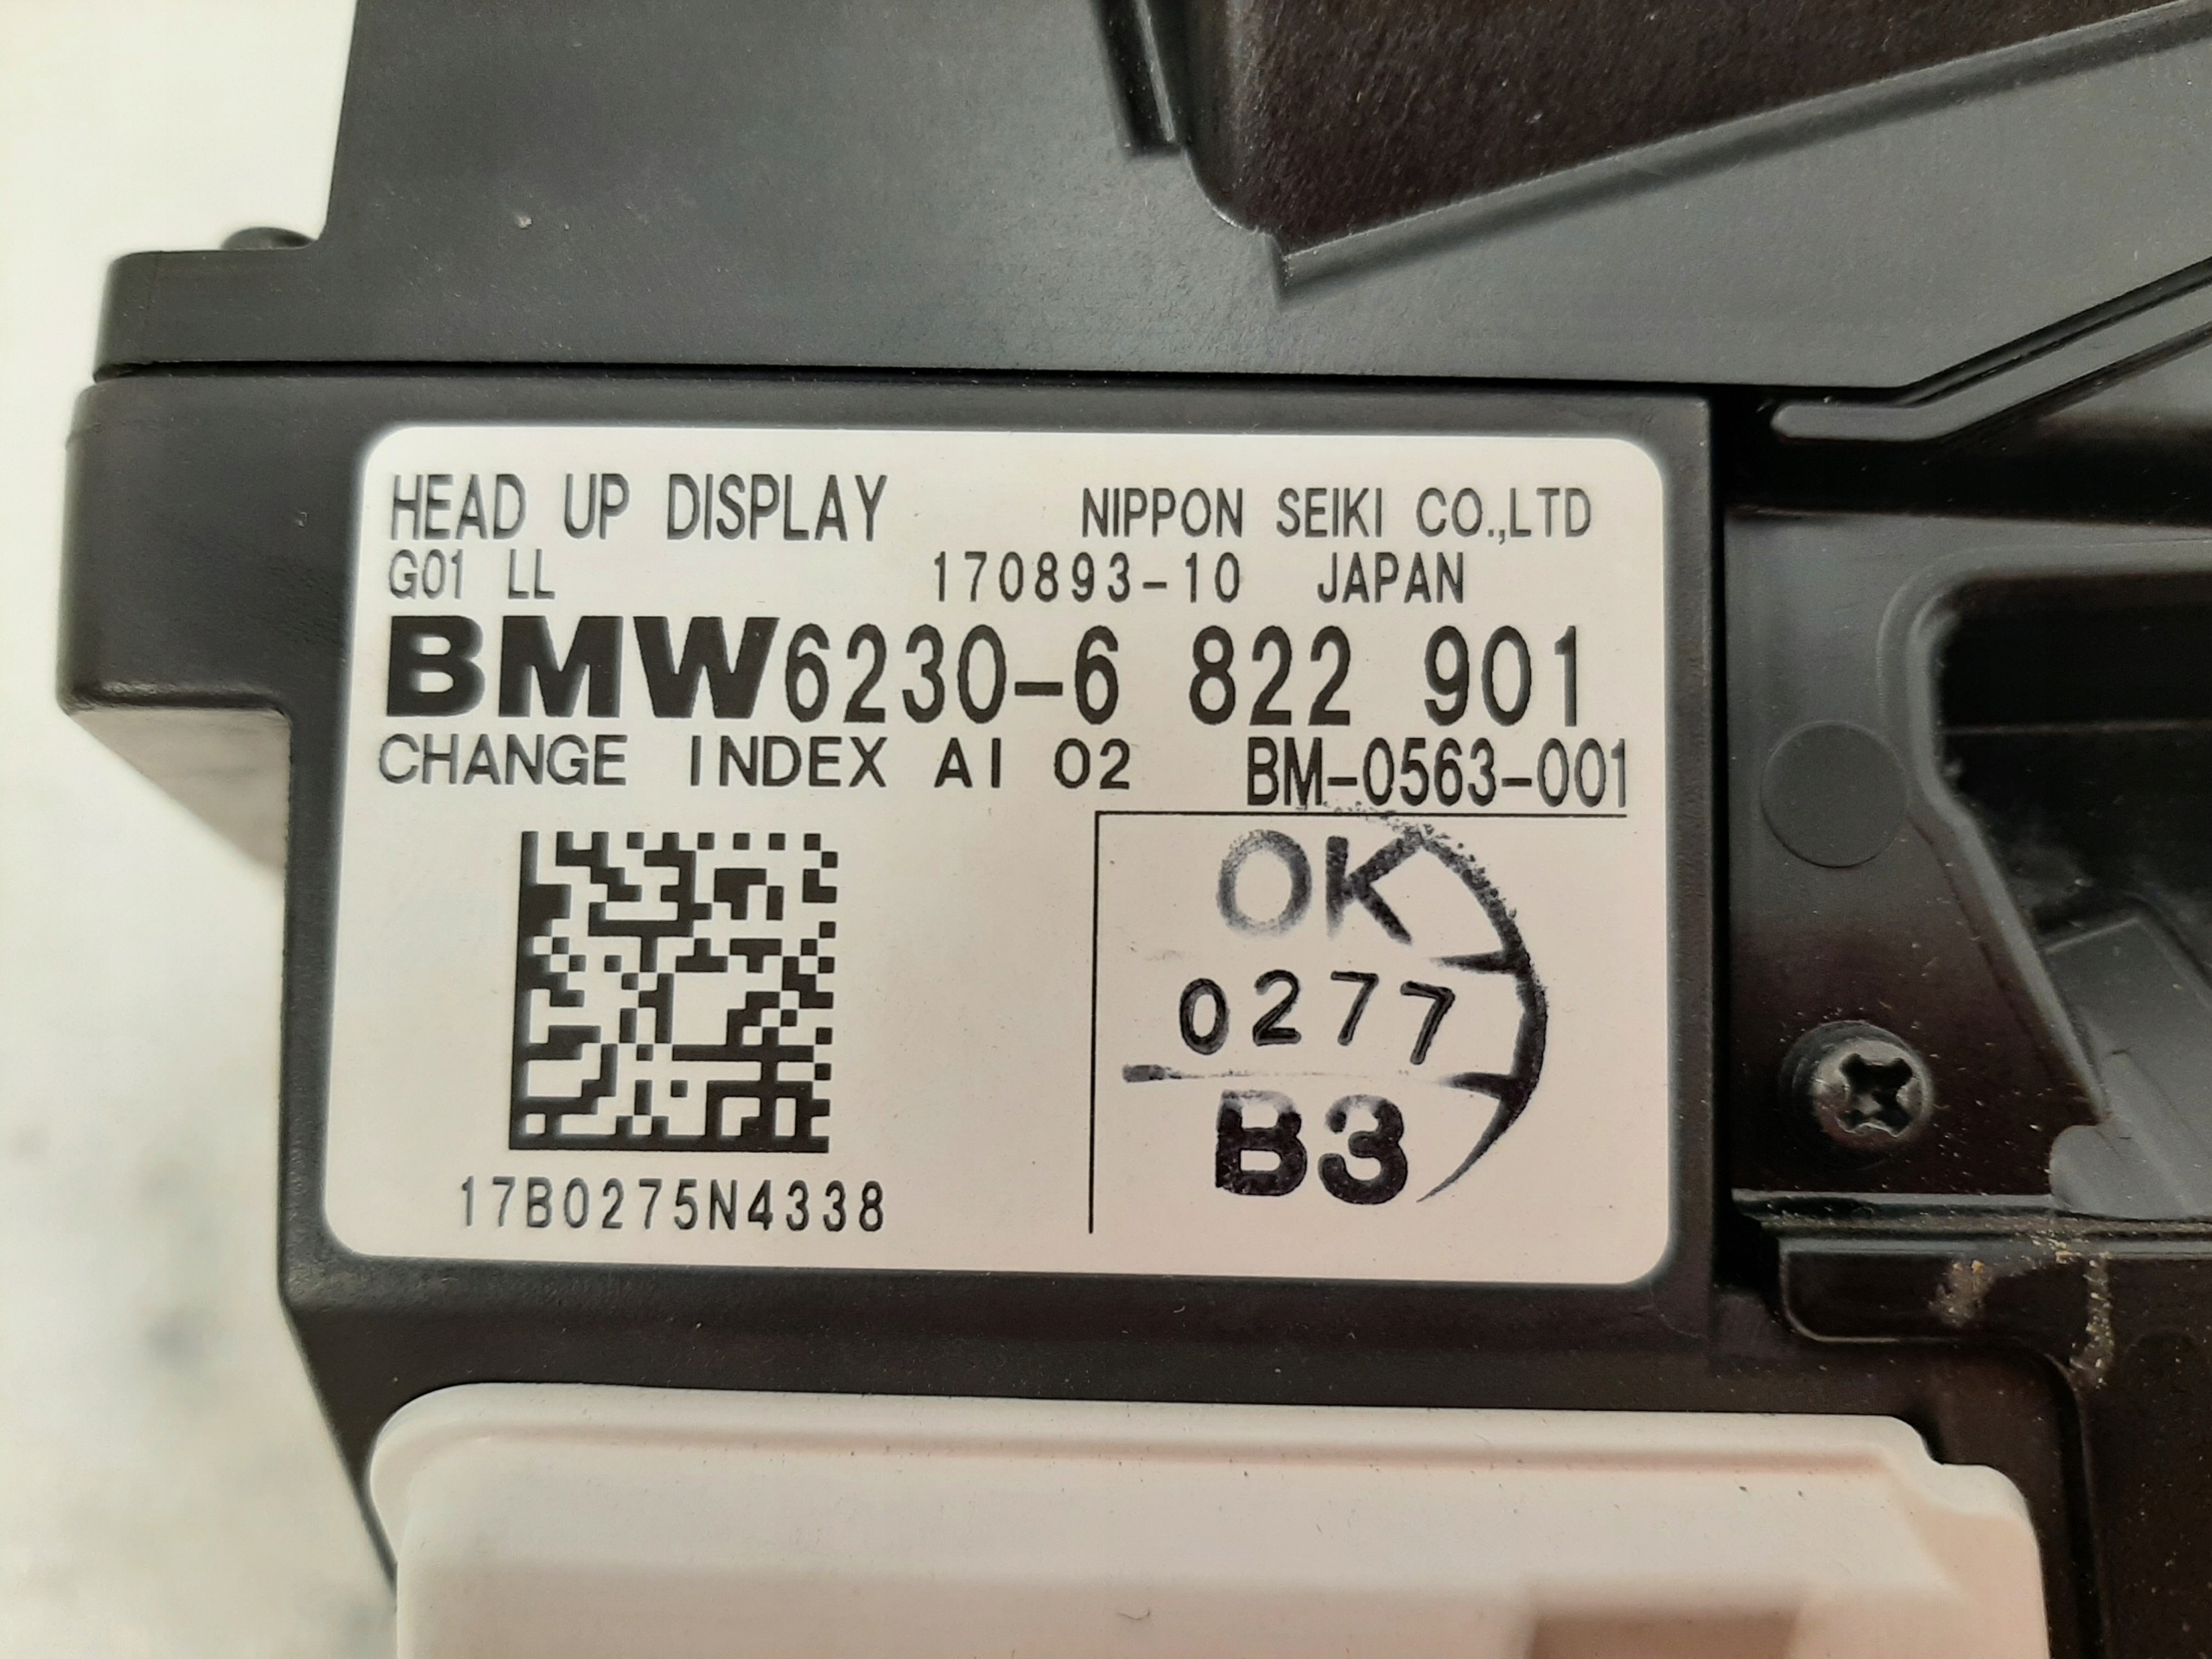 HEAD UP DISPLAY NIPPON SEIKI CO.,LTD
G01 LL 170893-10 JAPAN
BMW 6230-6 822 901
CHANGE INDEX AI 02 BM-0563-001
OK
0277
B3
17B0275N4338